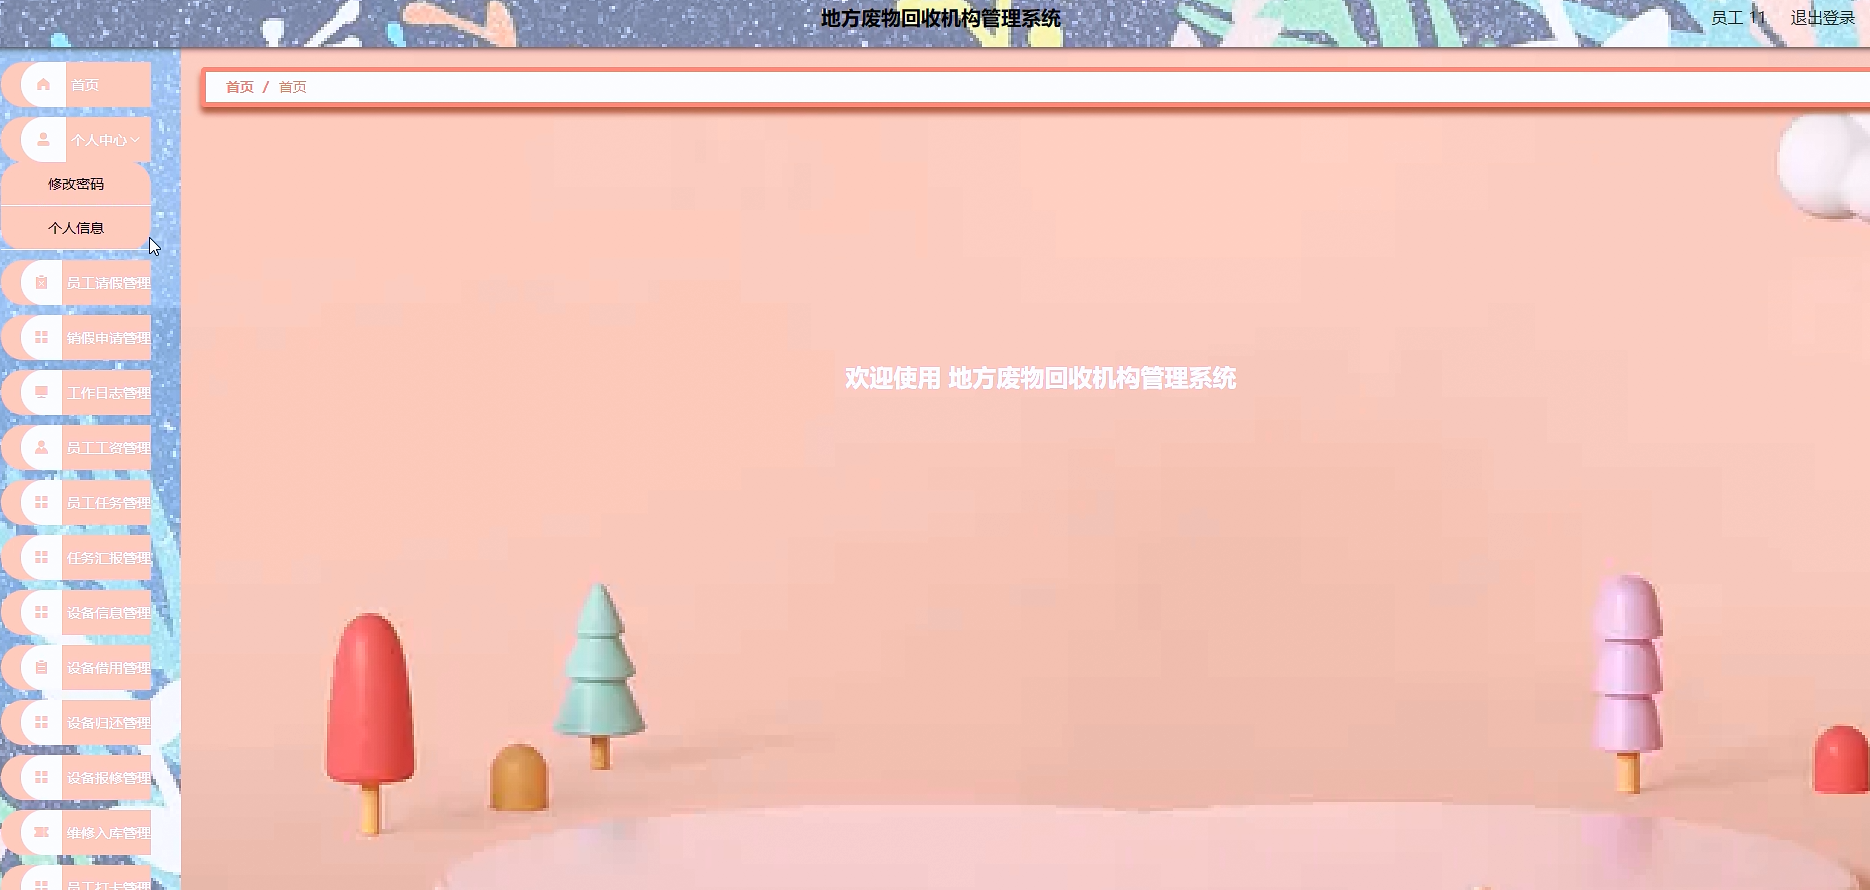 地方废物回收机构管理系统
员工 11 退出登录
首页
个人中心
修改密码
个人信息
员工请假管理
销假申请管理
工作日志管理
员工工资管理
员工任务管理
任务汇报管理
设备信息管理
设备借用管理
设备归还管理
设备报修管理
维修入库管理
员工打卡管理
首页 / 首页
欢迎使用 地方废物回收机构管理系统